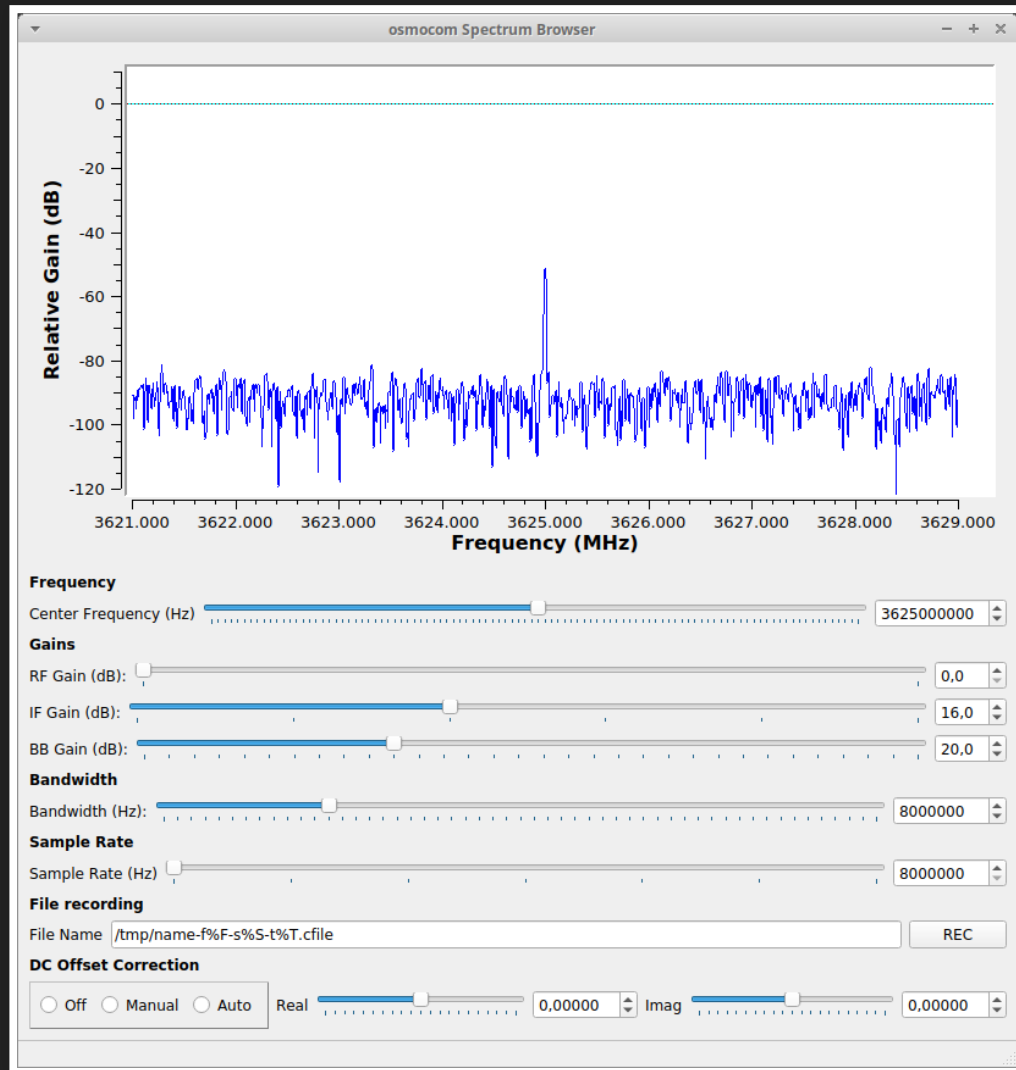 osmocom Spectrum Browser
0
-20
-40
-60
-80
-100
-120
Relative Gain (dB)
3621.000 3622.000 3623.000 3624.000 3625.000 3626.000 3627.000 3628.000 3629.000
Frequency (MHz)
Frequency
Center Frequency (Hz) 3625000000
Gains
RF Gain (dB): 0,0
IF Gain (dB): 16,0
BB Gain (dB): 20,0
Bandwidth
Bandwidth (Hz): 8000000
Sample Rate
Sample Rate (Hz) 8000000
File recording
File Name /tmp/name-f%F-s%S-t%T.cfile REC
DC Offset Correction
Off Manual Auto Real 0,00000 Imag 0,00000